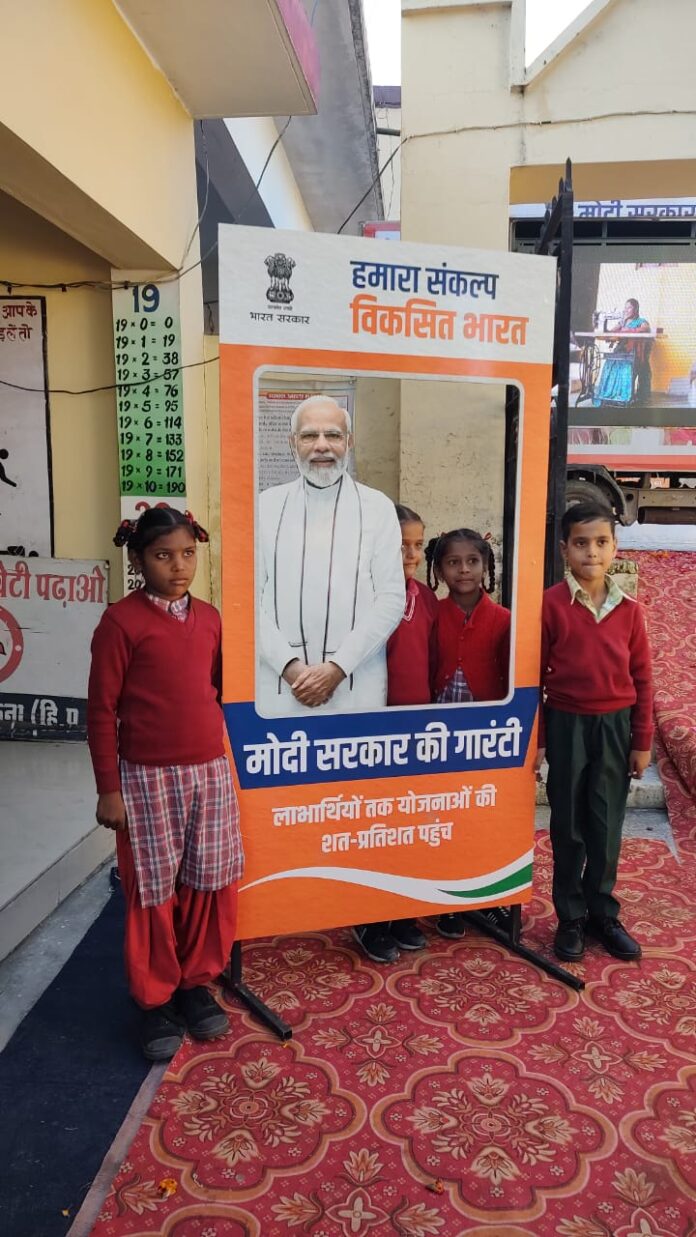 हमारा संकल्प
विकसित भारत
भारत सरकार
मोदी सरकार की गारंटी
लाभार्थियों तक योजनाओं की
शत-प्रतिशत पहुंच
मोदी सरकार
19
19 × 0 = 0
19 × 1 = 19
19 × 2 = 38
19 × 3 = 57
19 × 4 = 76
19 × 5 = 95
19 × 6 = 114
19 × 7 = 133
19 × 8 = 152
19 × 9 = 171
19 × 10 = 190
आपके
पढ़ाओ
(हि.प्र